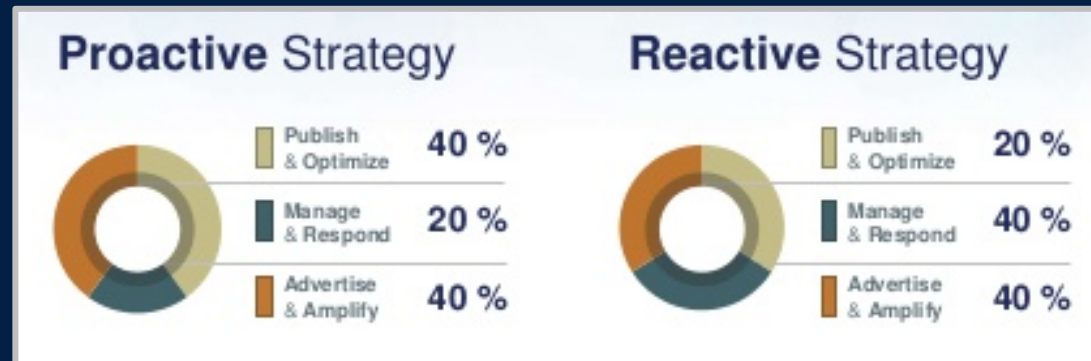 Proactive Strategy
Publish
& Optimize
40 %
Manage
& Respond
20 %
Advertise
& Amplify
40 %
Reactive Strategy
Publish
& Optimize
20 %
Manage
& Respond
40 %
Advertise
& Amplify
40 %